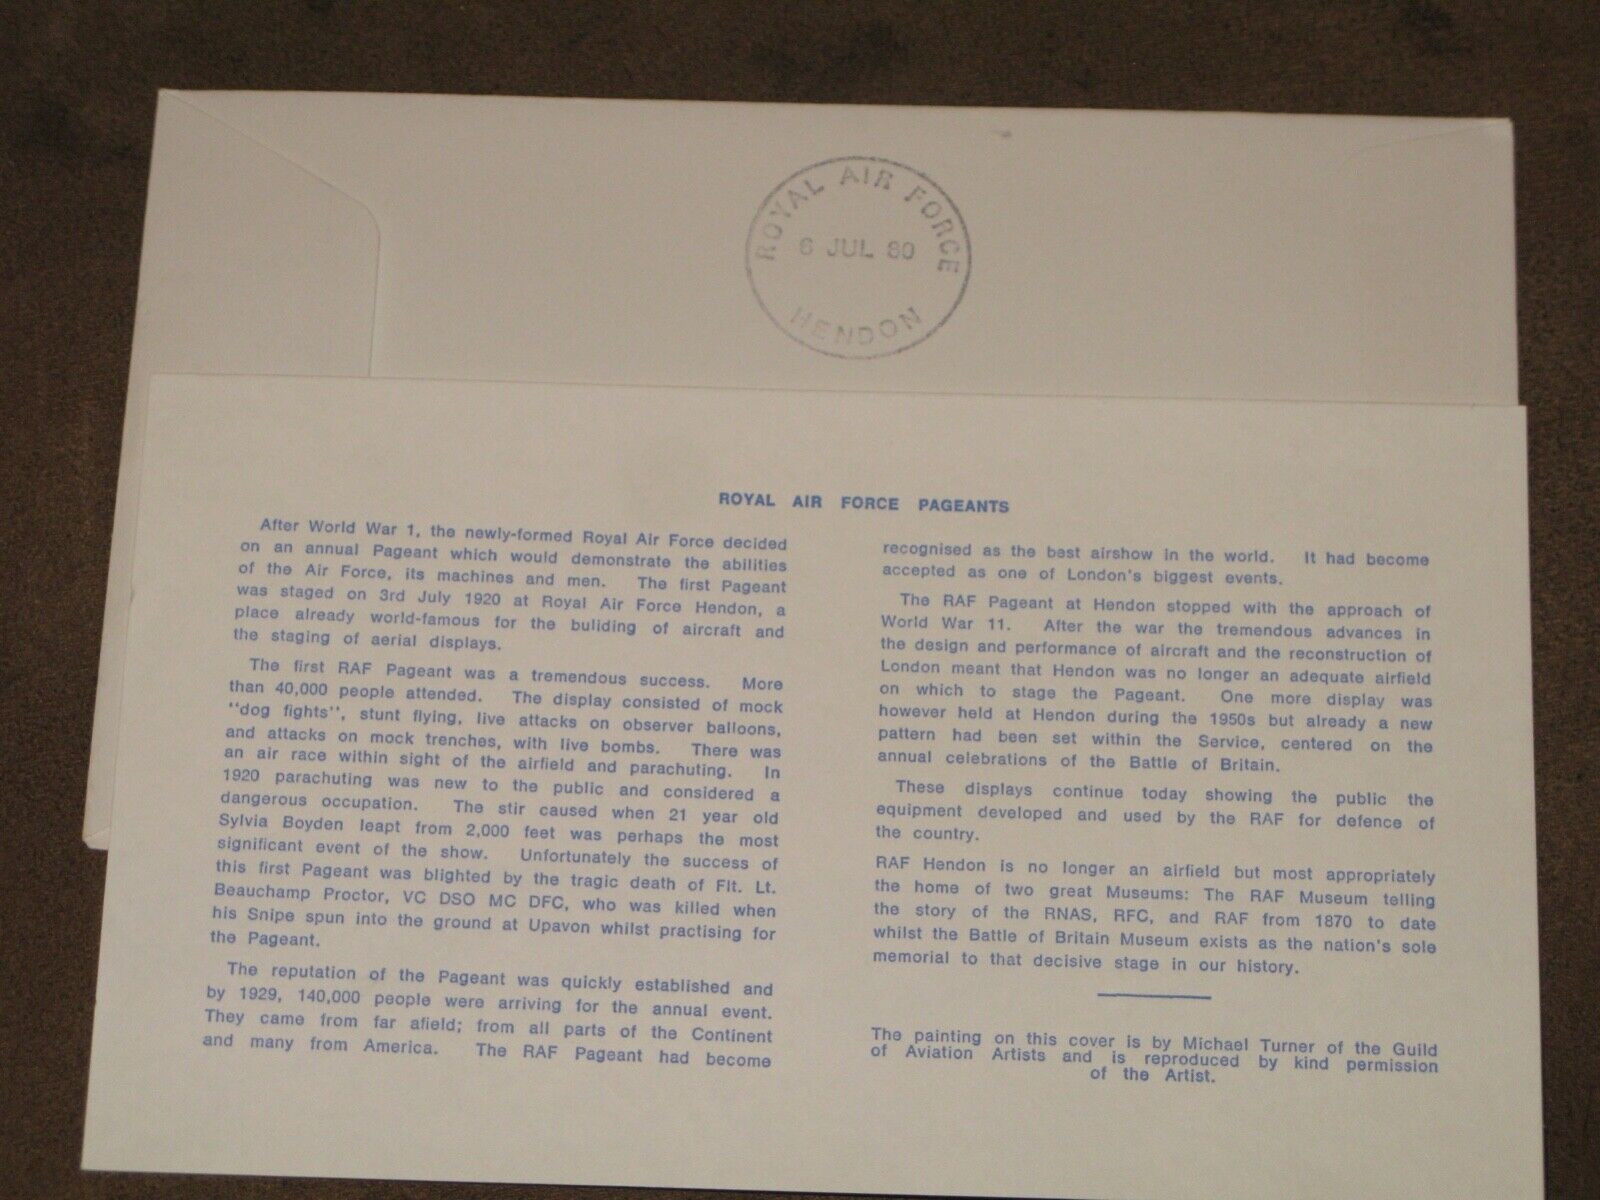 ROYAL AIR FORCE
6 JUL 80
HENDON
ROYAL AIR FORCE PAGEANTS
After World War 1, the newly-formed Royal Air Force decided
on an annual Pageant which would demonstrate the abilities
of the Air Force, its machines and men. The first Pageant
was staged on 3rd July 1920 at Royal Air Force Hendon, a
place already world-famous for the buliding of aircraft and
the staging of aerial displays.
The first RAF Pageant was a tremendous success. More
than 40,000 people attended. The display consisted of mock
"dog fights", stunt flying, live attacks on observer balloons,
and attacks on mock trenches, with live bombs. There was
an air race within sight of the airfield and parachuting. In
1920 parachuting was new to the public and considered a
dangerous occupation. The stir caused when 21 year old
Sylvia Boyden leapt from 2,000 feet was perhaps the most
significant event of the show. Unfortunately the success of
this first Pageant was blighted by the tragic death of Flt. Lt.
Beauchamp Proctor, VC DSO MC DFC, who was killed when
his Snipe spun into the ground at Upavon whilst practising for
the Pageant.
The reputation of the Pageant was quickly established and
by 1929, 140,000 people were arriving for the annual event.
They came from far afield; from all parts of the Continent
and many from America. The RAF Pageant had become
recognised as the best airshow in the world. It had become
accepted as one of London's biggest events.
The RAF Pageant at Hendon stopped with the approach of
World War 11. After the war the tremendous advances in
the design and performance of aircraft and the reconstruction of
London meant that Hendon was no longer an adequate airfield
on which to stage the Pageant. One more display was
however held at Hendon during the 1950s but already a new
pattern had been set within the Service, centered on the
annual celebrations of the Battle of Britain.
These displays continue today showing the public the
equipment developed and used by the RAF for defence of
the country.
RAF Hendon is no longer an airfield but most appropriately
the home of two great Museums: The RAF Museum telling
the story of the RNAS, RFC, and RAF from 1870 to date
whilst the Battle of Britain Museum exists as the nation's sole
memorial to that decisive stage in our history.
The painting on this cover is by Michael Turner of the Guild
of Aviation Artists and is reproduced by kind permission
of the Artist.